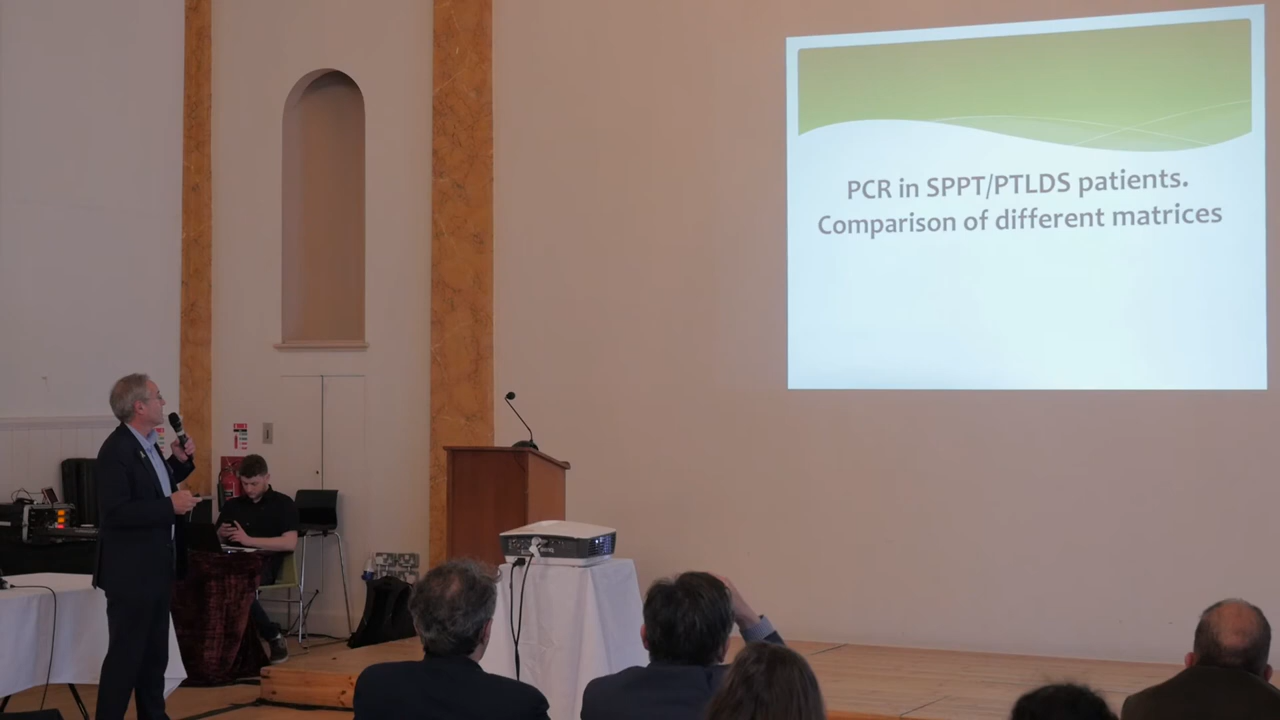 PCR in SPPT/PTLDS patients.
Comparison of different matrices